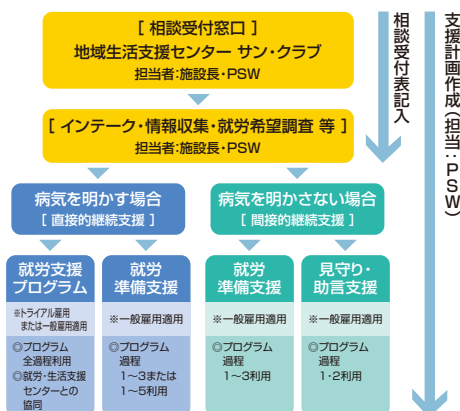 [ 相談受付窓口 ]
地域生活支援センター サン・クラブ
担当者:施設長・PSW
[ インテーク・情報収集・就労希望調査 等 ]
担当者:施設長・PSW
病気を明かす場合
[ 直接的継続支援 ]
病気を明かさない場合
[ 間接的継続支援 ]
就労支援
プログラム
※トライアル雇用
または一般雇用適用
◎プログラム
全過程利用
◎就労・生活支援
センターとの
協同
就労
準備支援
※一般雇用適用
◎プログラム
過程
1〜3または
1〜5利用
就労
準備支援
※一般雇用適用
◎プログラム
過程
1〜3利用
見守り・
助言支援
※一般雇用適用
◎プログラム
過程
1・2利用
相談受付表記入
支援計画作成(担当:PSW)